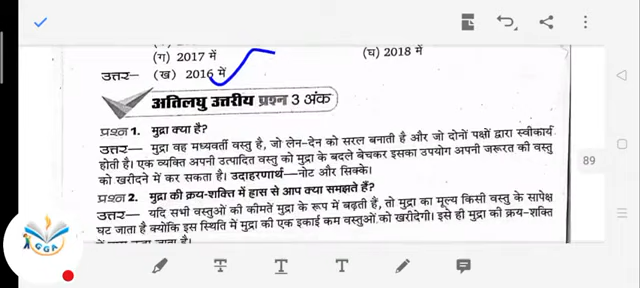 (ग) 2017 में (घ) 2018 में
उत्तर— (ख) 2016 में
अतिलघु उत्तरीय प्रश्न 3 अंक
प्रश्न 1. मुद्रा क्या है?
उत्तर— मुद्रा वह मध्यवर्ती वस्तु है, जो लेन-देन को सरल बनाती है और जो दोनों पक्षों द्वारा स्वीकार्य
होती है। एक व्यक्ति अपनी उत्पादित वस्तु को मुद्रा के बदले बेचकर इसका उपयोग अपनी जरूरत की वस्तु
को खरीदने में कर सकता है। उदाहरणार्थ—नोट और सिक्के।
89
प्रश्न 2. मुद्रा की क्रय-शक्ति में ह्रास से आप क्या समझते हैं?
उत्तर— यदि सभी वस्तुओं की कीमतें मुद्रा के रूप में बढ़ती हैं, तो मुद्रा का मूल्य किसी वस्तु के सापेक्ष
घट जाता है क्योंकि इस स्थिति में मुद्रा की एक इकाई कम वस्तुओं को खरीदेगी। इसे ही मुद्रा की क्रय-शक्ति
CGA